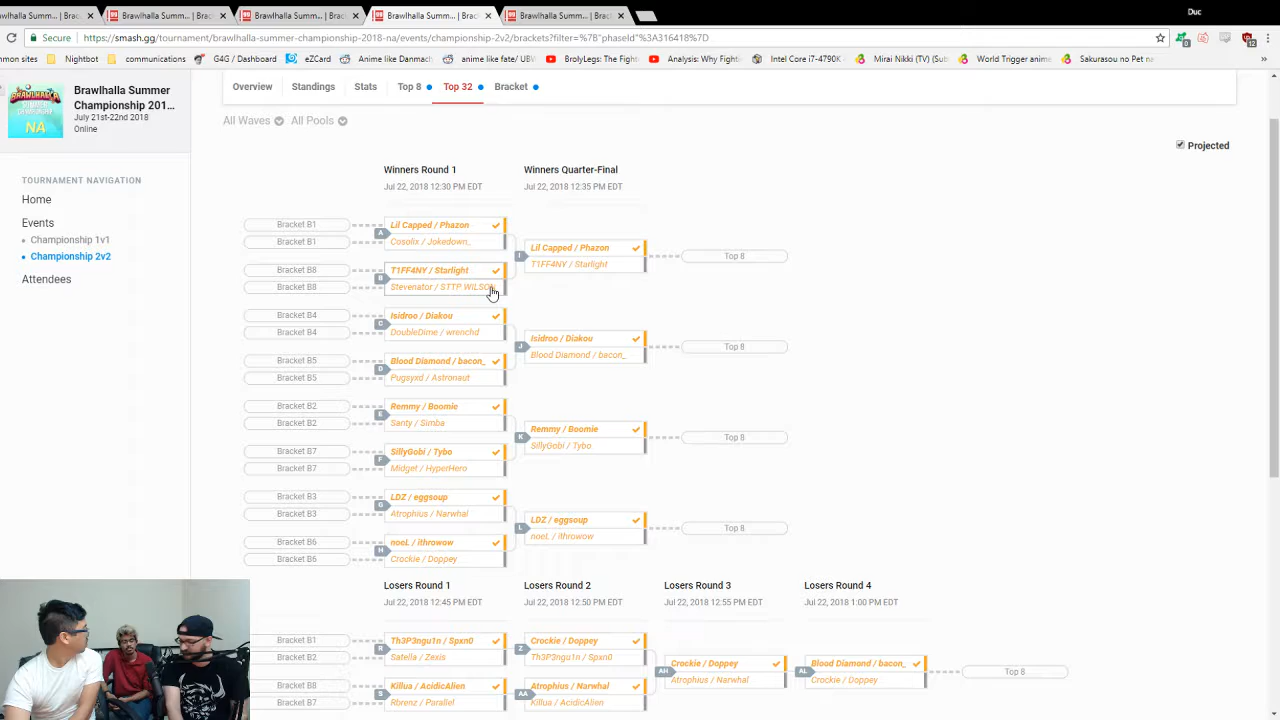 Brawlhalla Summ... | Brac
Brawlhalla Summ... | Brac
Brawlhalla Summ... | Brac
Brawlhalla Summ... | Brac
Duc
Secure
https://smash.gg/tournament/brawlhalla-summer-championship-2018-na/events/championship-2v2/brackets?filter=%7B"phaseId"%3A316418%7D
Nightbot
communications
G4G / Dashboard
eZCard
Anime like Danmach
anime like fate/ UBW
BrolyLegs: The Fight
Analysis: Why Fight
Intel Core i7-4790K
Mirai Nikki (TV) (Sub
World Trigger anime
Sakurasou no Pet na
Brawlhalla Summer
Championship 201...
July 21st-22nd 2018
Online
NA
TOURNAMENT NAVIGATION
Home
Events
Championship 1v1
Championship 2v2
Attendees
Overview Standings Stats Top 8 Top 32 Bracket
All Waves All Pools
Projected
Winners Round 1
Jul 22, 2018 12:30 PM EDT
Winners Quarter-Final
Jul 22, 2018 12:35 PM EDT
Bracket B1
Bracket B1
A
Lil Capped / Phazon
Cosolix / Jokedown_
Bracket B8
Bracket B8
B
T1FF4NY / Starlight
Stevenator / STTP WILSON
I
Lil Capped / Phazon
T1FF4NY / Starlight
Top 8
Bracket B4
Bracket B4
C
Isidroo / Diakou
DoubleDime / wrenchd
Bracket B5
Bracket B5
D
Blood Diamond / bacon_
Pugsyxd / Astronaut
J
Isidroo / Diakou
Blood Diamond / bacon_
Top 8
Bracket B2
Bracket B2
E
Remmy / Boomie
Santy / Simba
Bracket B7
Bracket B7
F
SillyGobi / Tybo
Midget / HyperHero
K
Remmy / Boomie
SillyGobi / Tybo
Top 8
Bracket B3
Bracket B3
G
LDZ / eggsoup
Atrophius / Narwhal
Bracket B6
Bracket B6
H
noeL / ithrowow
Crockie / Doppey
L
LDZ / eggsoup
noeL / ithrowow
Top 8
Losers Round 1
Jul 22, 2018 12:45 PM EDT
Losers Round 2
Jul 22, 2018 12:50 PM EDT
Losers Round 3
Jul 22, 2018 12:55 PM EDT
Losers Round 4
Jul 22, 2018 1:00 PM EDT
Bracket B1
Bracket B2
R
Th3P3ngu1n / Spxn0
Satella / Zexis
Bracket B8
Bracket B7
S
Killua / AcidicAlien
Rbrenz / Parallel
Z
Crockie / Doppey
Th3P3ngu1n / Spxn0
AA
Atrophius / Narwhal
Killua / AcidicAlien
AH
Crockie / Doppey
Atrophius / Narwhal
AL
Blood Diamond / bacon_
Crockie / Doppey
Top 8